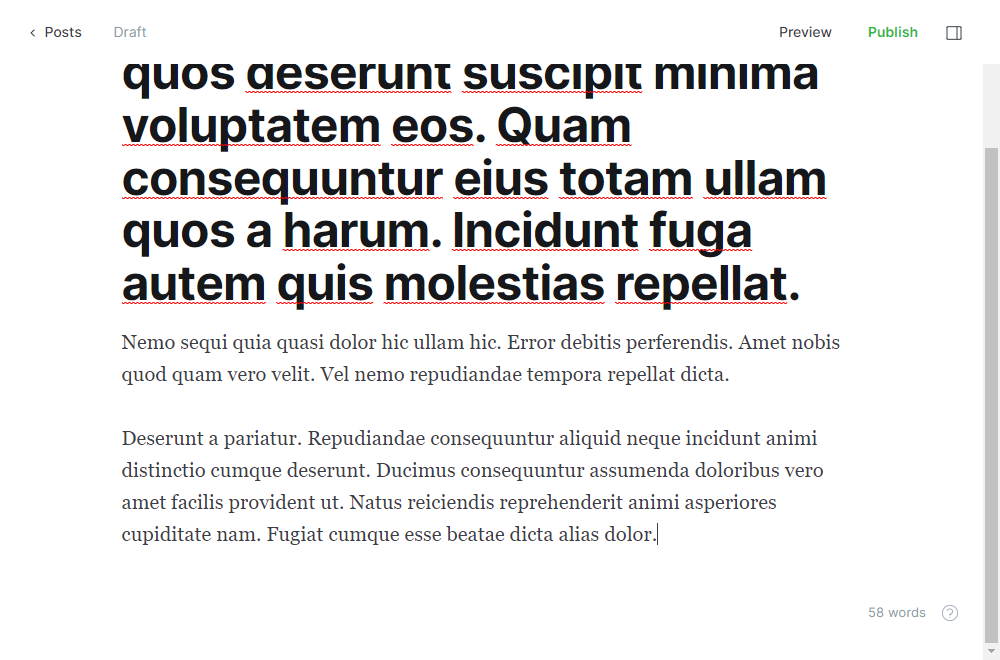 Posts Draft Preview Publish
quos deserunt suscipit minima
voluptatem eos. Quam
consequuntur eius totam ullam
quos a harum. Incidunt fuga
autem quis molestias repellat.
Nemo sequi quia quasi dolor hic ullam hic. Error debitis perferendis. Amet nobis
quod quam vero velit. Vel nemo repudiandae tempora repellat dicta.
Deserunt a pariatur. Repudiandae consequuntur aliquid neque incidunt animi
distinctio cumque deserunt. Ducimus consequuntur assumenda doloribus vero
amet facilis provident ut. Natus reiciendis reprehenderit animi asperiores
cupiditate nam. Fugiat cumque esse beatae dicta alias dolor.
58 words ?